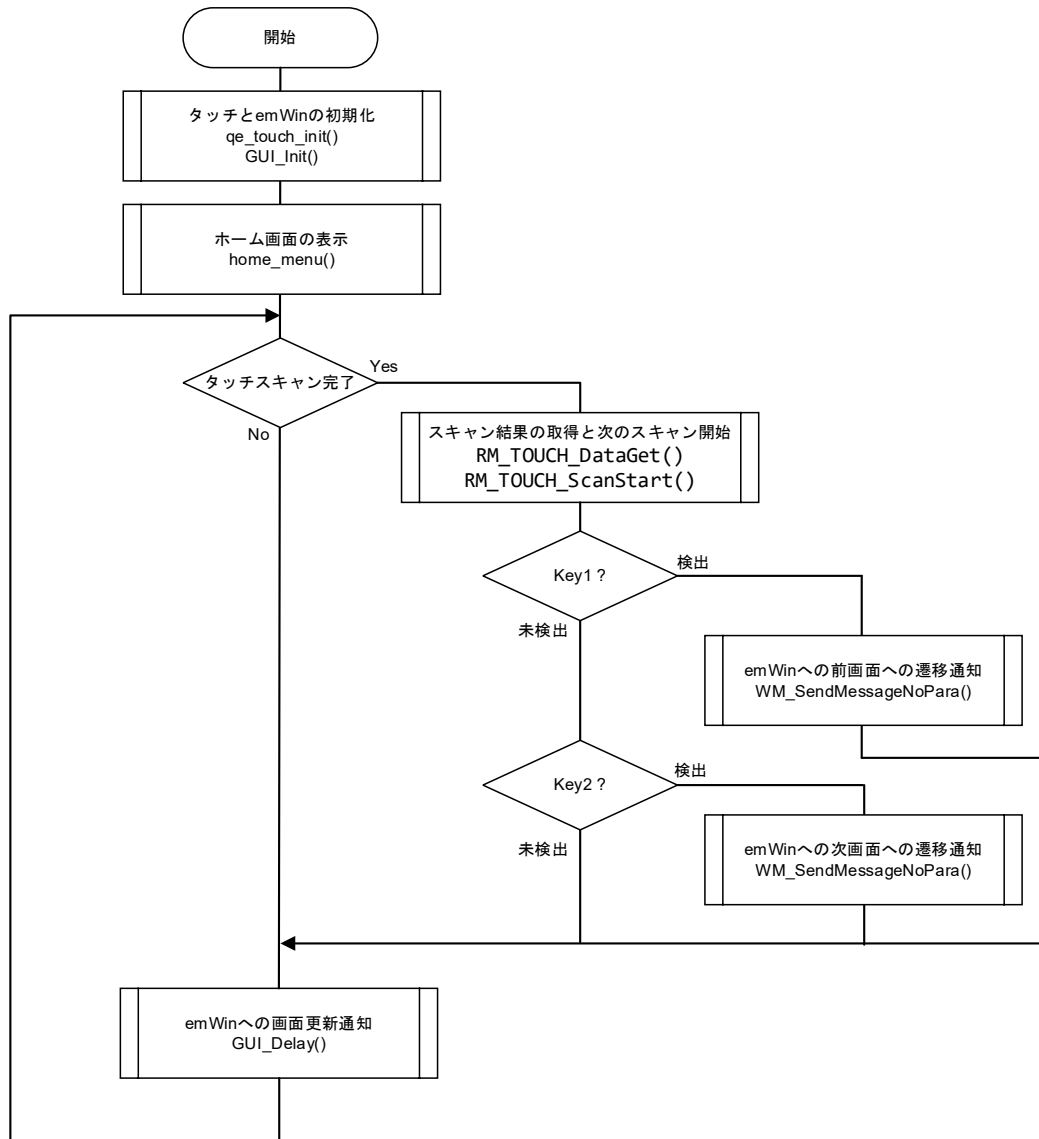 開始
タッチとemWinの初期化
qe_touch_init()
GUI_Init()
ホーム画面の表示
home_menu()
タッチスキャン完了
Yes
No
スキャン結果の取得と次のスキャン開始
RM_TOUCH_DataGet()
RM_TOUCH_ScanStart()
Key1 ?
検出
未検出
emWinへの前画面への遷移通知
WM_SendMessageNoPara()
Key2 ?
検出
未検出
emWinへの次画面への遷移通知
WM_SendMessageNoPara()
emWinへの画面更新通知
GUI_Delay()